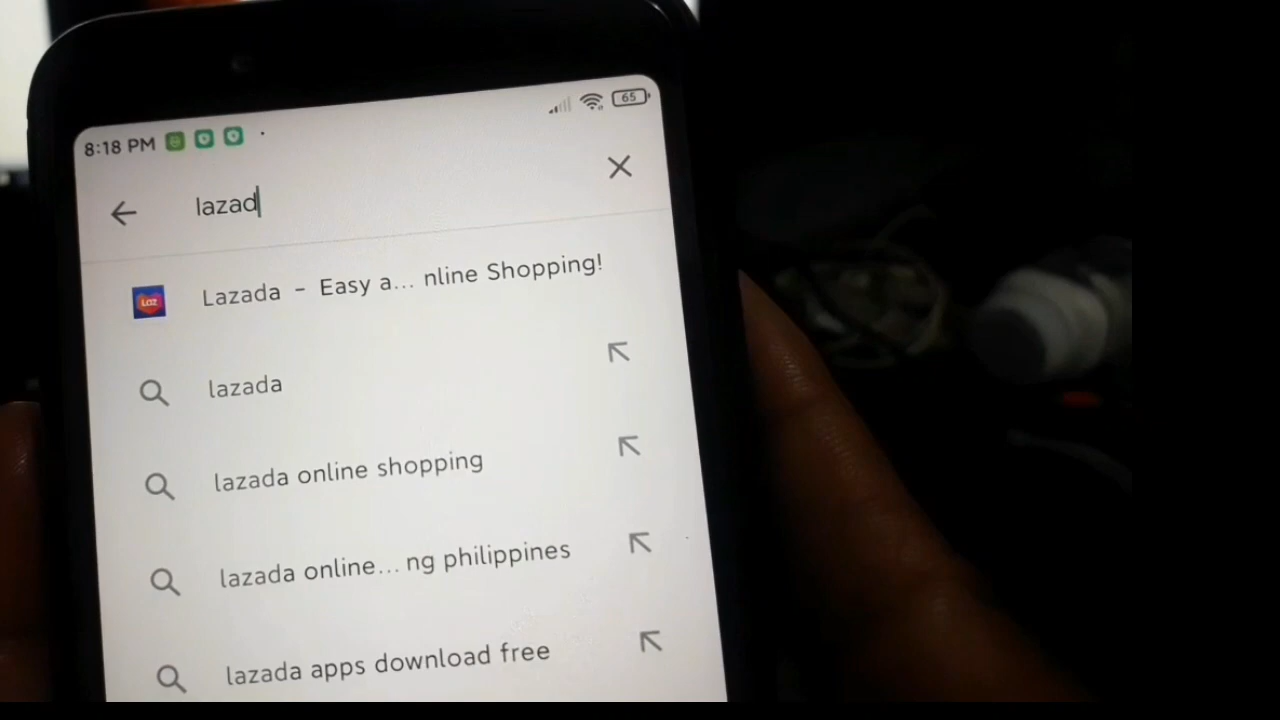 8:18 PM 65
lazad
Laz Lazada - Easy a... nline Shopping!
lazada
lazada online shopping
lazada online... ng philippines
lazada apps download free